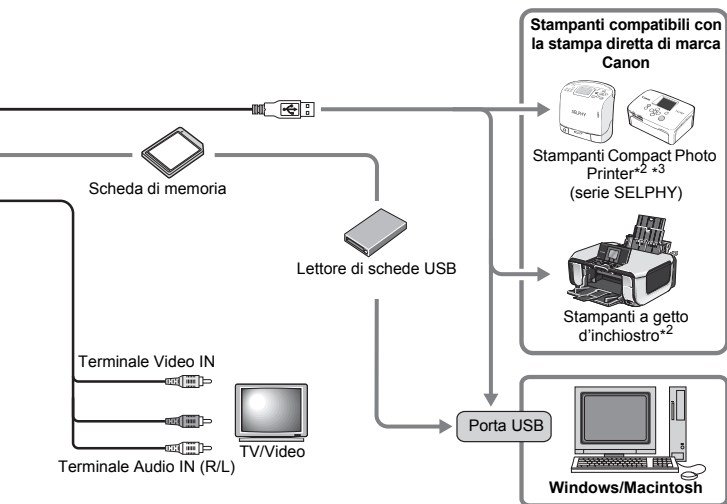 Stampanti compatibili con
la stampa diretta di marca
Canon
SELPHY
Stampanti Compact Photo
Printer*2 *3
(serie SELPHY)
Scheda di memoria
Lettore di schede USB
Stampanti a getto
d'inchiostro*2
Terminale Video IN
TV/Video
Terminale Audio IN (R/L)
Porta USB
Windows/Macintosh